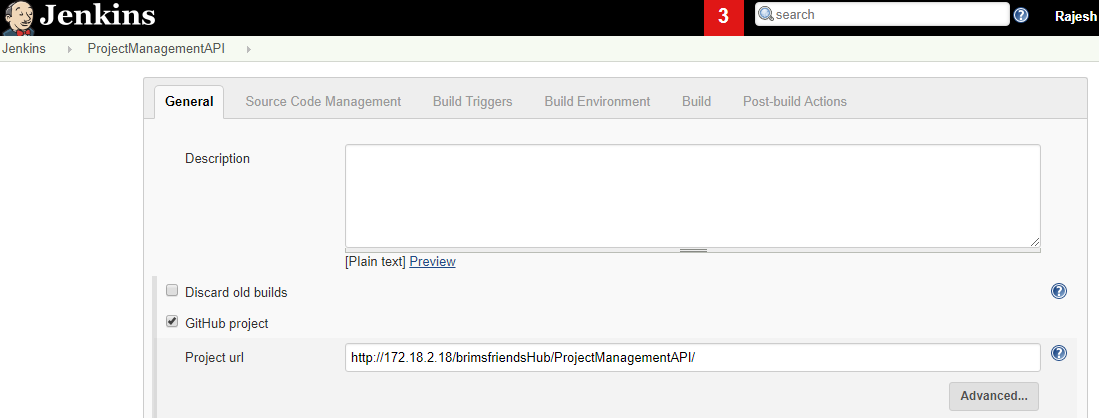 Jenkins
3
search
Rajesh
Jenkins ProjectManagementAPI
General Source Code Management Build Triggers Build Environment Build Post-build Actions
Description
[Plain text] Preview
Discard old builds
GitHub project
Project url
http://172.18.2.18/brimsfriendsHub/ProjectManagementAPI/
Advanced...